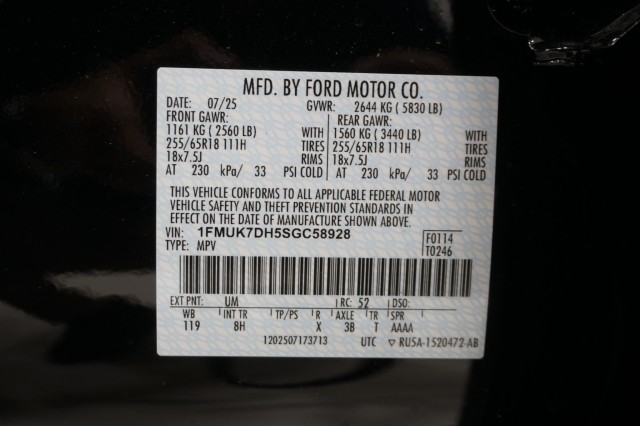 MFD. BY FORD MOTOR CO.
DATE: 07/25 GVWR: 2644 KG ( 5830 LB)
FRONT GAWR: REAR GAWR:
1161 KG ( 2560 LB) WITH 1560 KG ( 3440 LB) WITH
255/65R18 111H TIRES 255/65R18 111H TIRES
18x7.5J RIMS 18x7.5J RIMS
AT 230 kPa/ 33 PSI COLD AT 230 kPa/ 33 PSI COLD
THIS VEHICLE CONFORMS TO ALL APPLICABLE FEDERAL MOTOR
VEHICLE SAFETY AND THEFT PREVENTION STANDARDS IN
EFFECT ON THE DATE OF MANUFACTURE SHOWN ABOVE.
VIN: 1FMUK7DH5SGC58928 F0114
TYPE: MPV T0246
EXT PNT: UM RC: 52 DSO:
WB INT TR TP/PS R AXLE TR SPR
119 8H X 3B T AAAA
1202507173713 UTC ▽ RU5A-1520472-AB